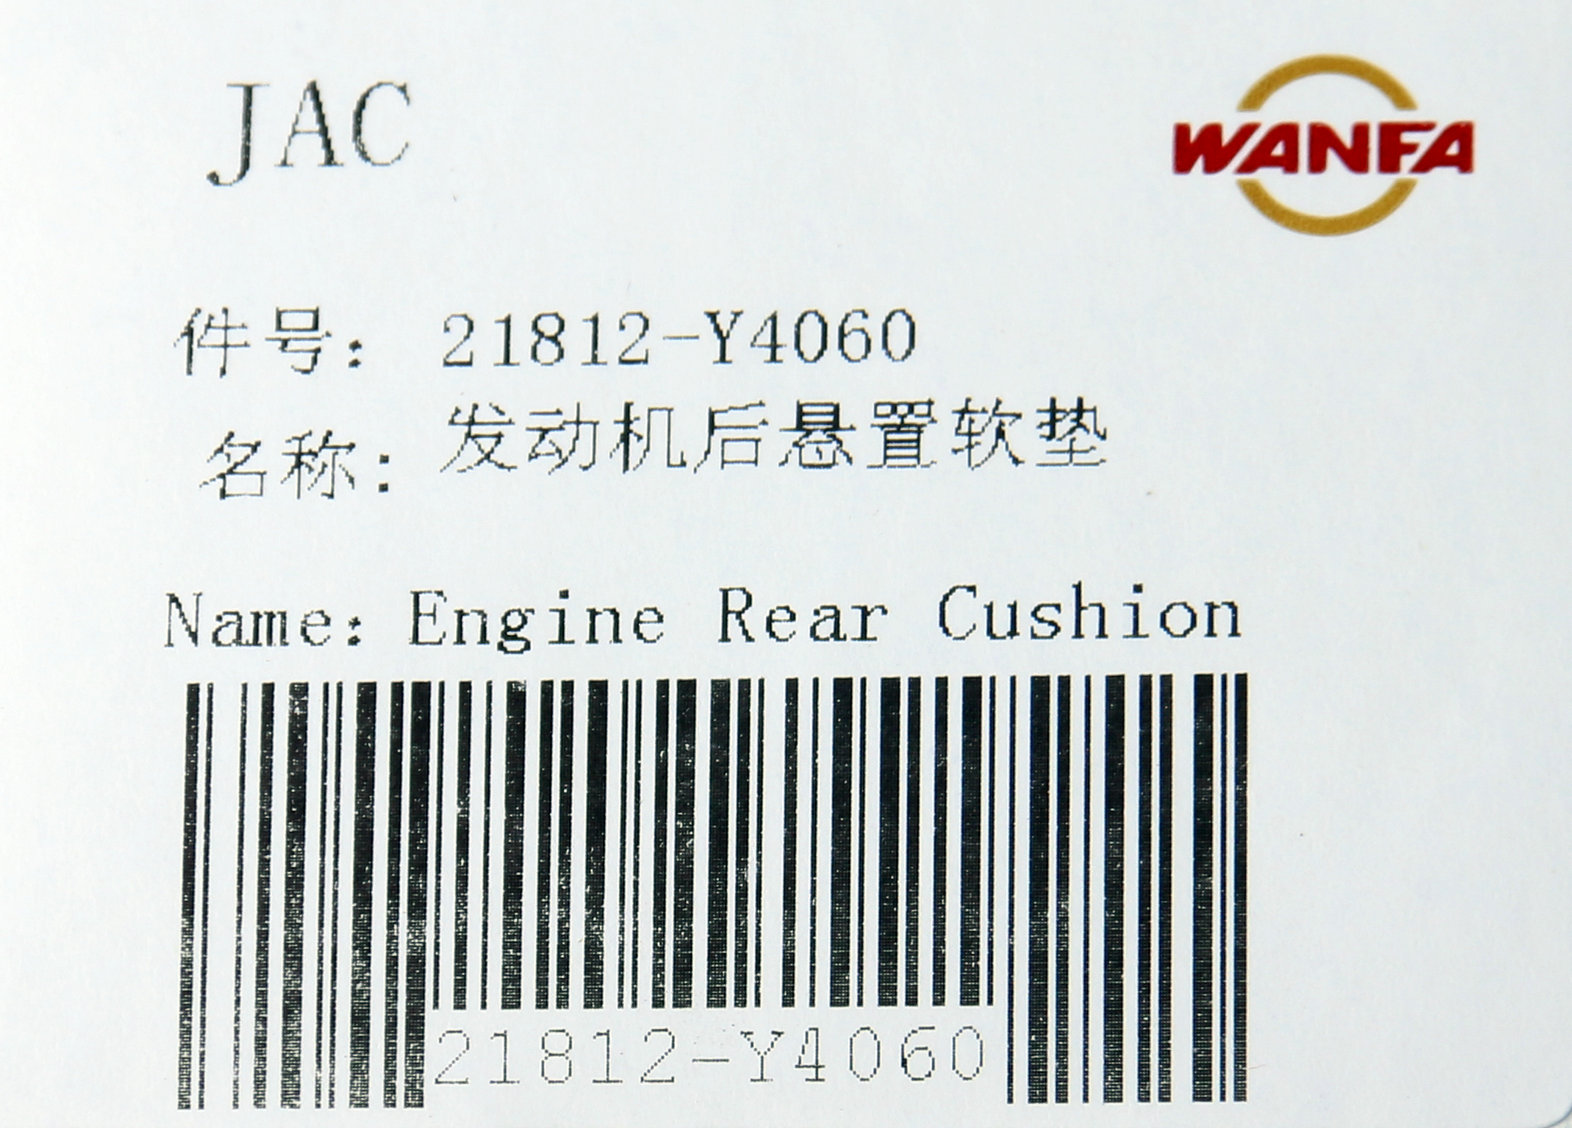 JAC
WANFA
件号: 21812-Y4060
名称: 发动机后悬置软垫
Name: Engine Rear Cushion
21812-Y4060